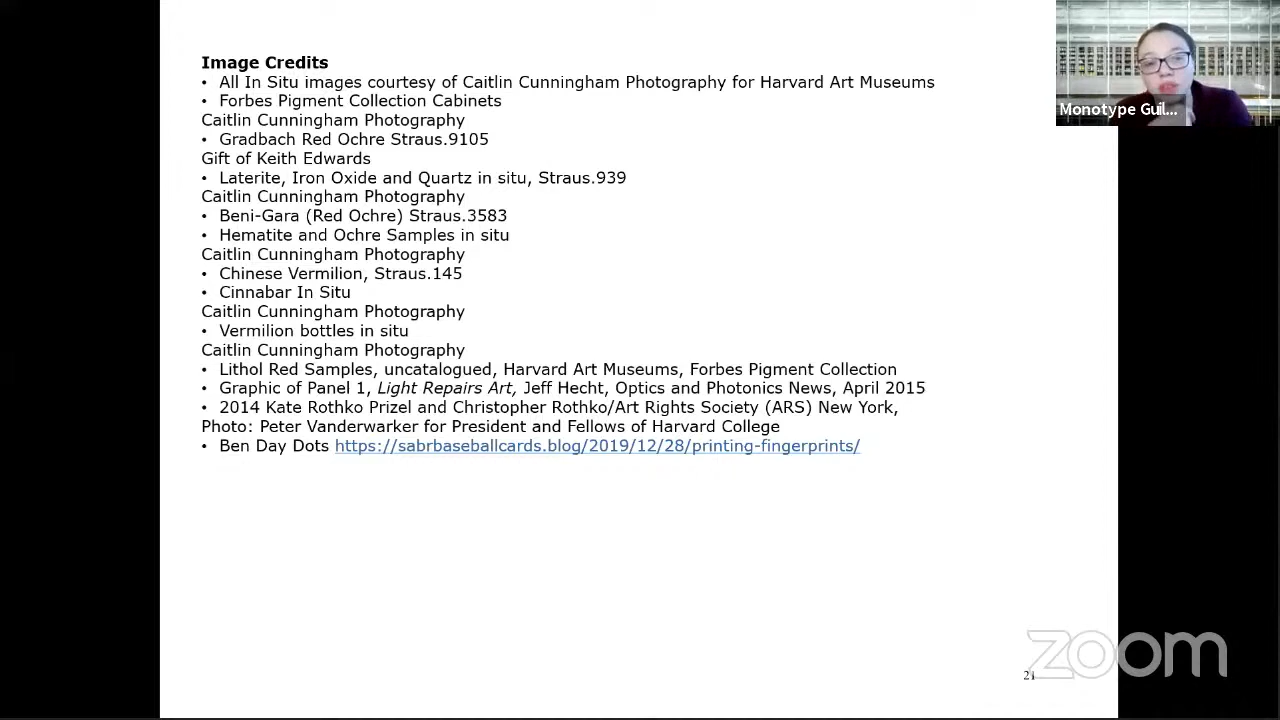 Image Credits
• All In Situ images courtesy of Caitlin Cunningham Photography for Harvard Art Museums
• Forbes Pigment Collection Cabinets
Caitlin Cunningham Photography
• Gradbach Red Ochre Straus.9105
Gift of Keith Edwards
• Laterite, Iron Oxide and Quartz in situ, Straus.939
Caitlin Cunningham Photography
• Beni-Gara (Red Ochre) Straus.3583
• Hematite and Ochre Samples in situ
Caitlin Cunningham Photography
• Chinese Vermilion, Straus.145
• Cinnabar In Situ
Caitlin Cunningham Photography
• Vermilion bottles in situ
Caitlin Cunningham Photography
• Lithol Red Samples, uncatalogued, Harvard Art Museums, Forbes Pigment Collection
• Graphic of Panel 1, Light Repairs Art, Jeff Hecht, Optics and Photonics News, April 2015
• 2014 Kate Rothko Prizel and Christopher Rothko/Art Rights Society (ARS) New York,
Photo: Peter Vanderwarker for President and Fellows of Harvard College
• Ben Day Dots https://sabrbaseballcards.blog/2019/12/28/printing-fingerprints/
Monotype Guil...
zoom
21